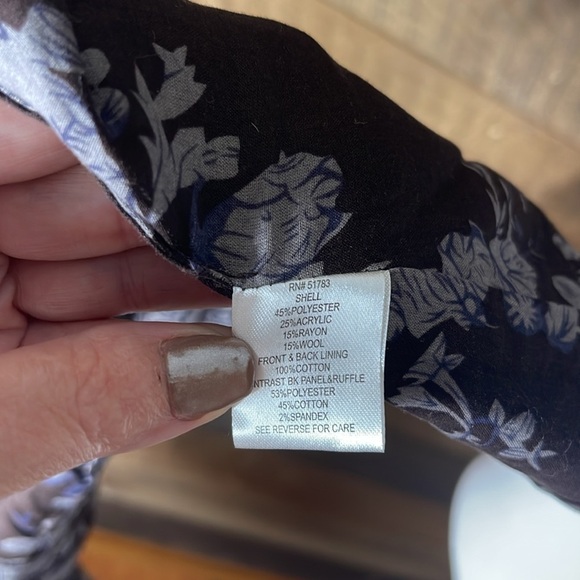 RN# 51783
SHELL
45%POLYESTER
25%ACRYLIC
15%RAYON
15%WOOL
FRONT & BACK LINING
100%COTTON
NTRAST BK PANEL&RUFFLE
53%POLYESTER
45%COTTON
2%SPANDEX
SEE REVERSE FOR CARE